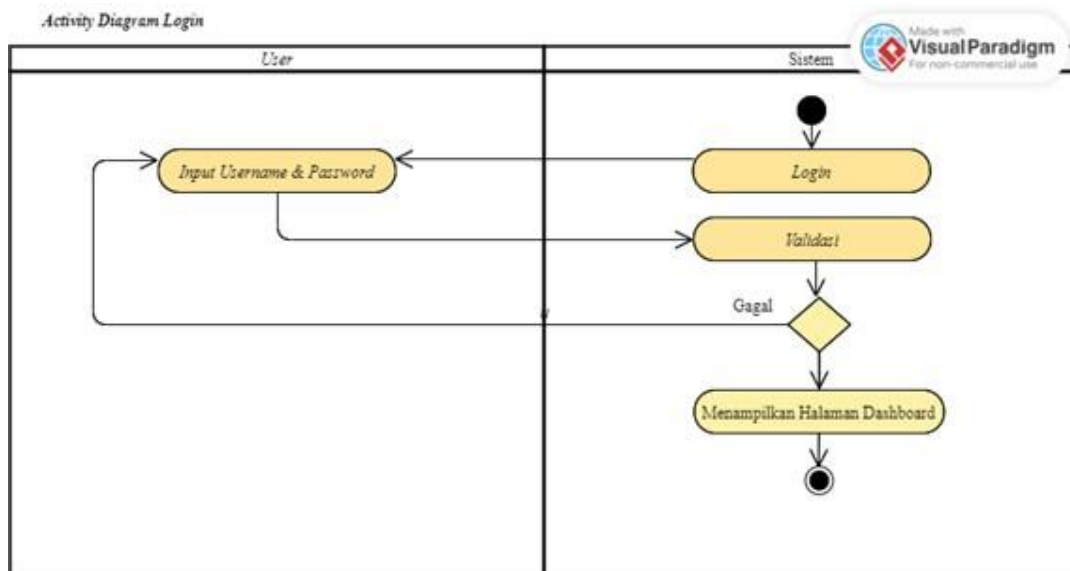 Activity Diagram Login
User
Sistem
Made with
Visual Paradigm
For non-commercial use
Input Username & Password
Login
Validasi
Gagal
Menampilkan Halaman Dashboard